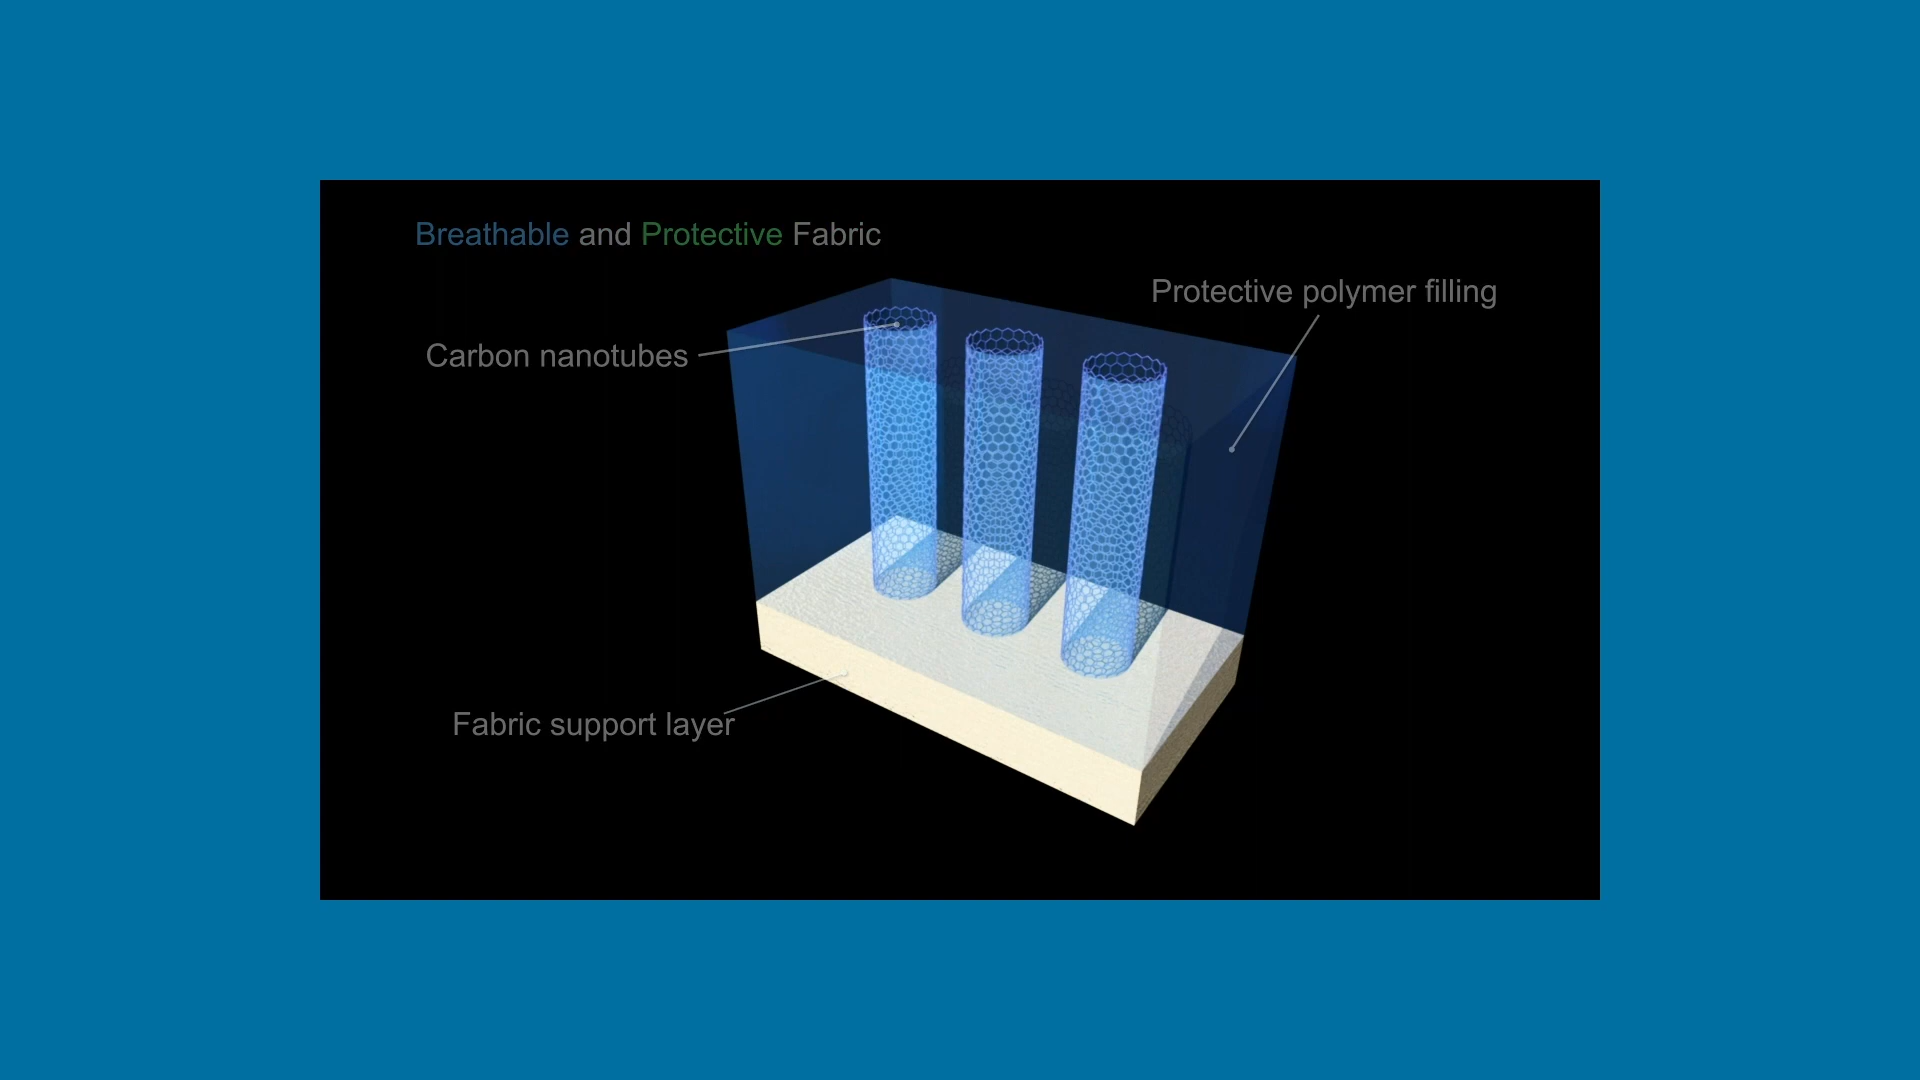 Breathable and Protective Fabric
Protective polymer filling
Carbon nanotubes
Fabric support layer